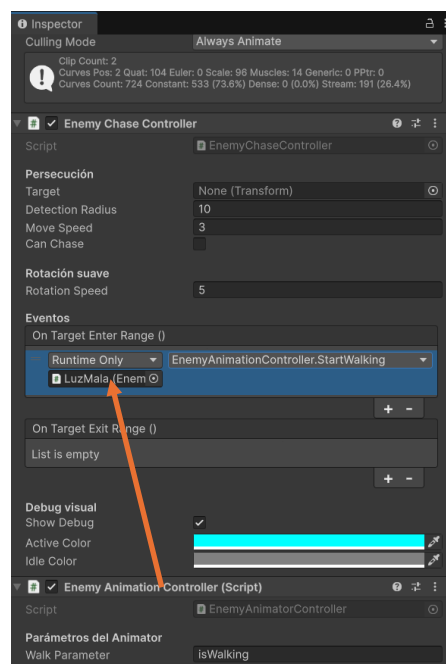 Inspector
Culling Mode Always Animate
Clip Count: 2
Curves Pos: 2 Quat: 104 Euler: 0 Scale: 96 Muscles: 14 Generic: 0 PPtr: 0
Curves Count: 724 Constant: 533 (73.6%) Dense: 0 (0.0%) Stream: 191 (26.4%)
# Enemy Chase Controller
Script # EnemyChaseController
Persecución
Target None (Transform)
Detection Radius 10
Move Speed 3
Can Chase
Rotación suave
Rotation Speed 5
Eventos
On Target Enter Range ()
Runtime Only EnemyAnimationController.StartWalking
# LuzMala (Enem
+ -
On Target Exit Range ()
List is empty
+ -
Debug visual
Show Debug
Active Color
Idle Color
# Enemy Animation Controller (Script)
Script # EnemyAnimatorController
Parámetros del Animator
Walk Parameter isWalking